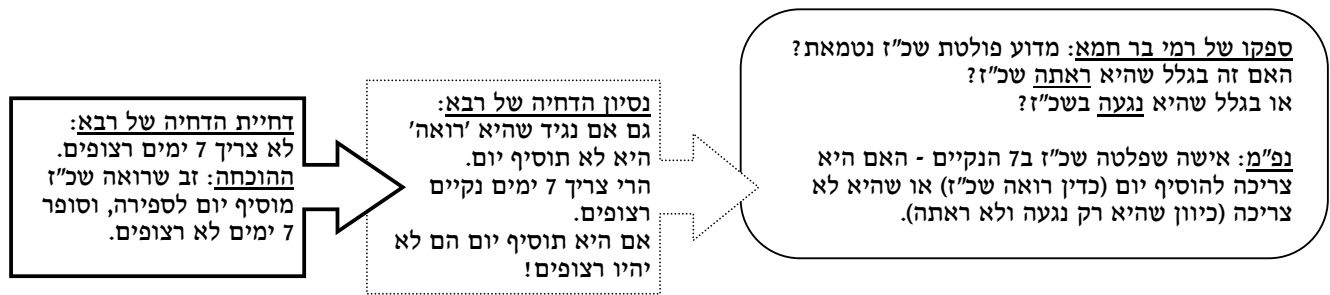 ספקו של רמי בר חמא: מדוע פולטת שכ"ז נטמאת?
האם זה בגלל שהיא ראתה שכ"ז?
או בגלל שהיא נגעה בשכ"ז?
נפ"מ: אישה שפלטה שכ"ז ב7 הנקיים - האם היא
צריכה להוסיף יום (כדין רואה שכ"ז) או שהיא לא
צריכה (כיוון שהיא רק נגעה ולא ראתה).
נסיון הדחיה של רבא:
גם אם נגיד שהיא 'רואה'
היא לא תוסיף יום.
הרי צריך 7 ימים נקיים
רצופים.
אם היא תוסיף יום הם לא
יהיו רצופים!
דחיית הדחיה של רבא:
לא צריך 7 ימים רצופים.
ההוכחה: זב שרואה שכ"ז
מוסיף יום לספירה, וסופר
7 ימים לא רצופים.